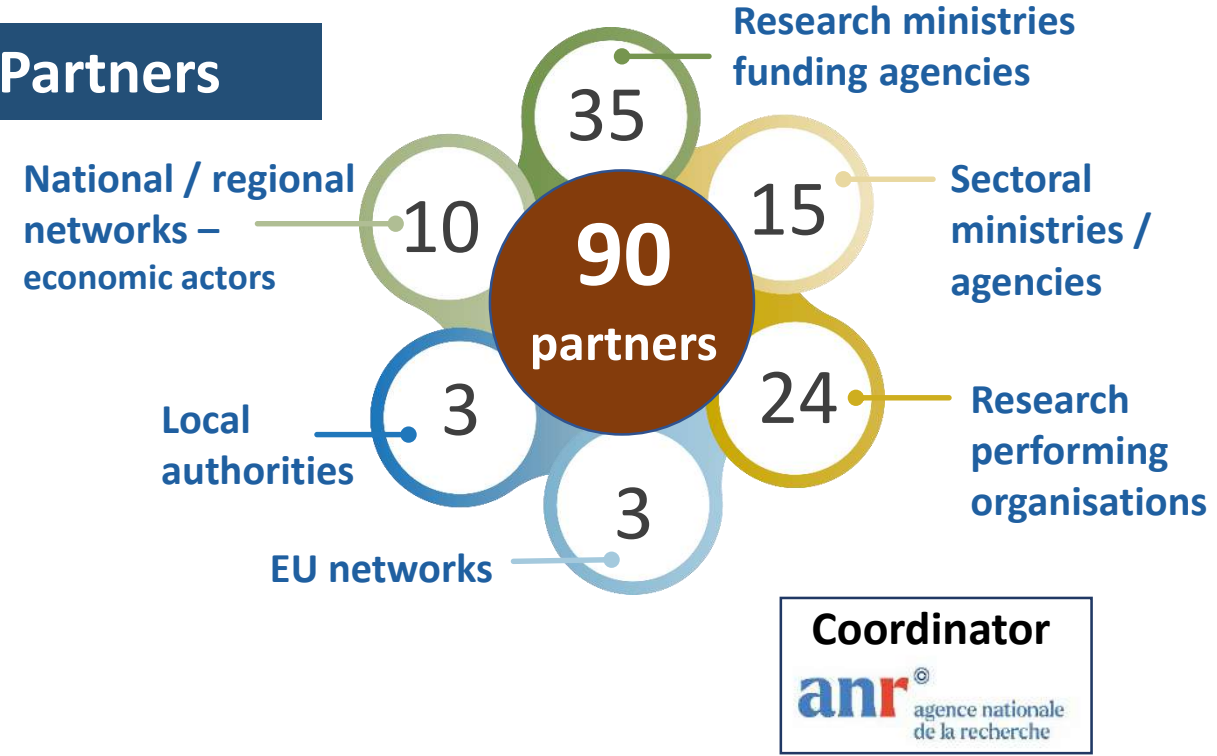 Partners
35
Research ministries
funding agencies
National / regional
networks –
economic actors
10
90
partners
15
Sectoral
ministries /
agencies
Local
authorities
3
24
Research
performing
organisations
3
EU networks
Coordinator
anr
agence nationale
de la recherche